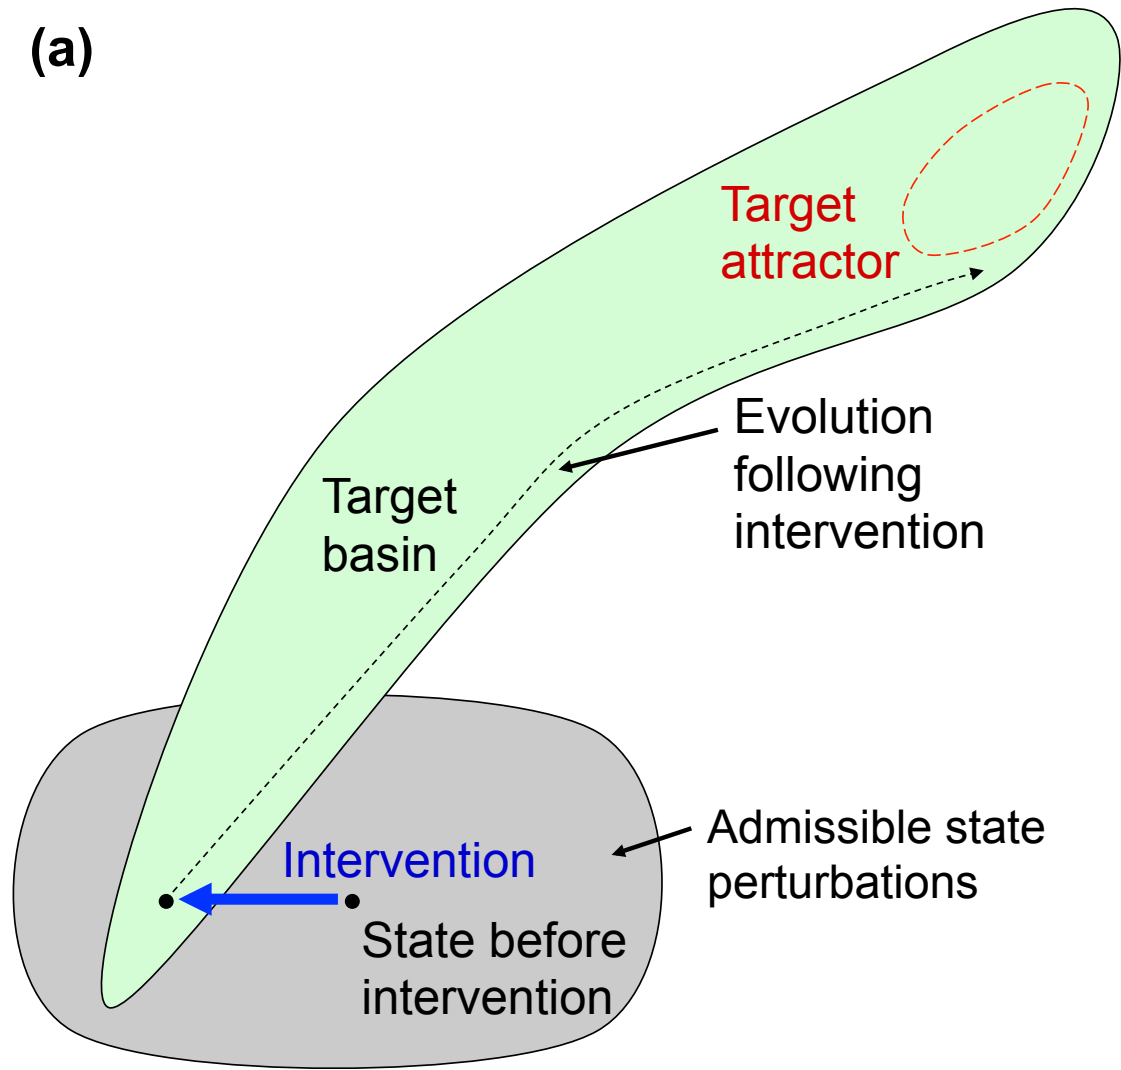 (a)
Target
attractor
Evolution
following
intervention
Target
basin
Admissible state
perturbations
Intervention
State before
intervention